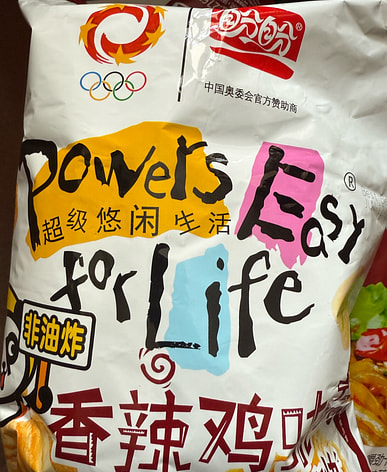 盼盼
中国奥委会官方赞助商
Powers Easy®
超级悠闲生活
for Life
非油炸
香辣鸡味